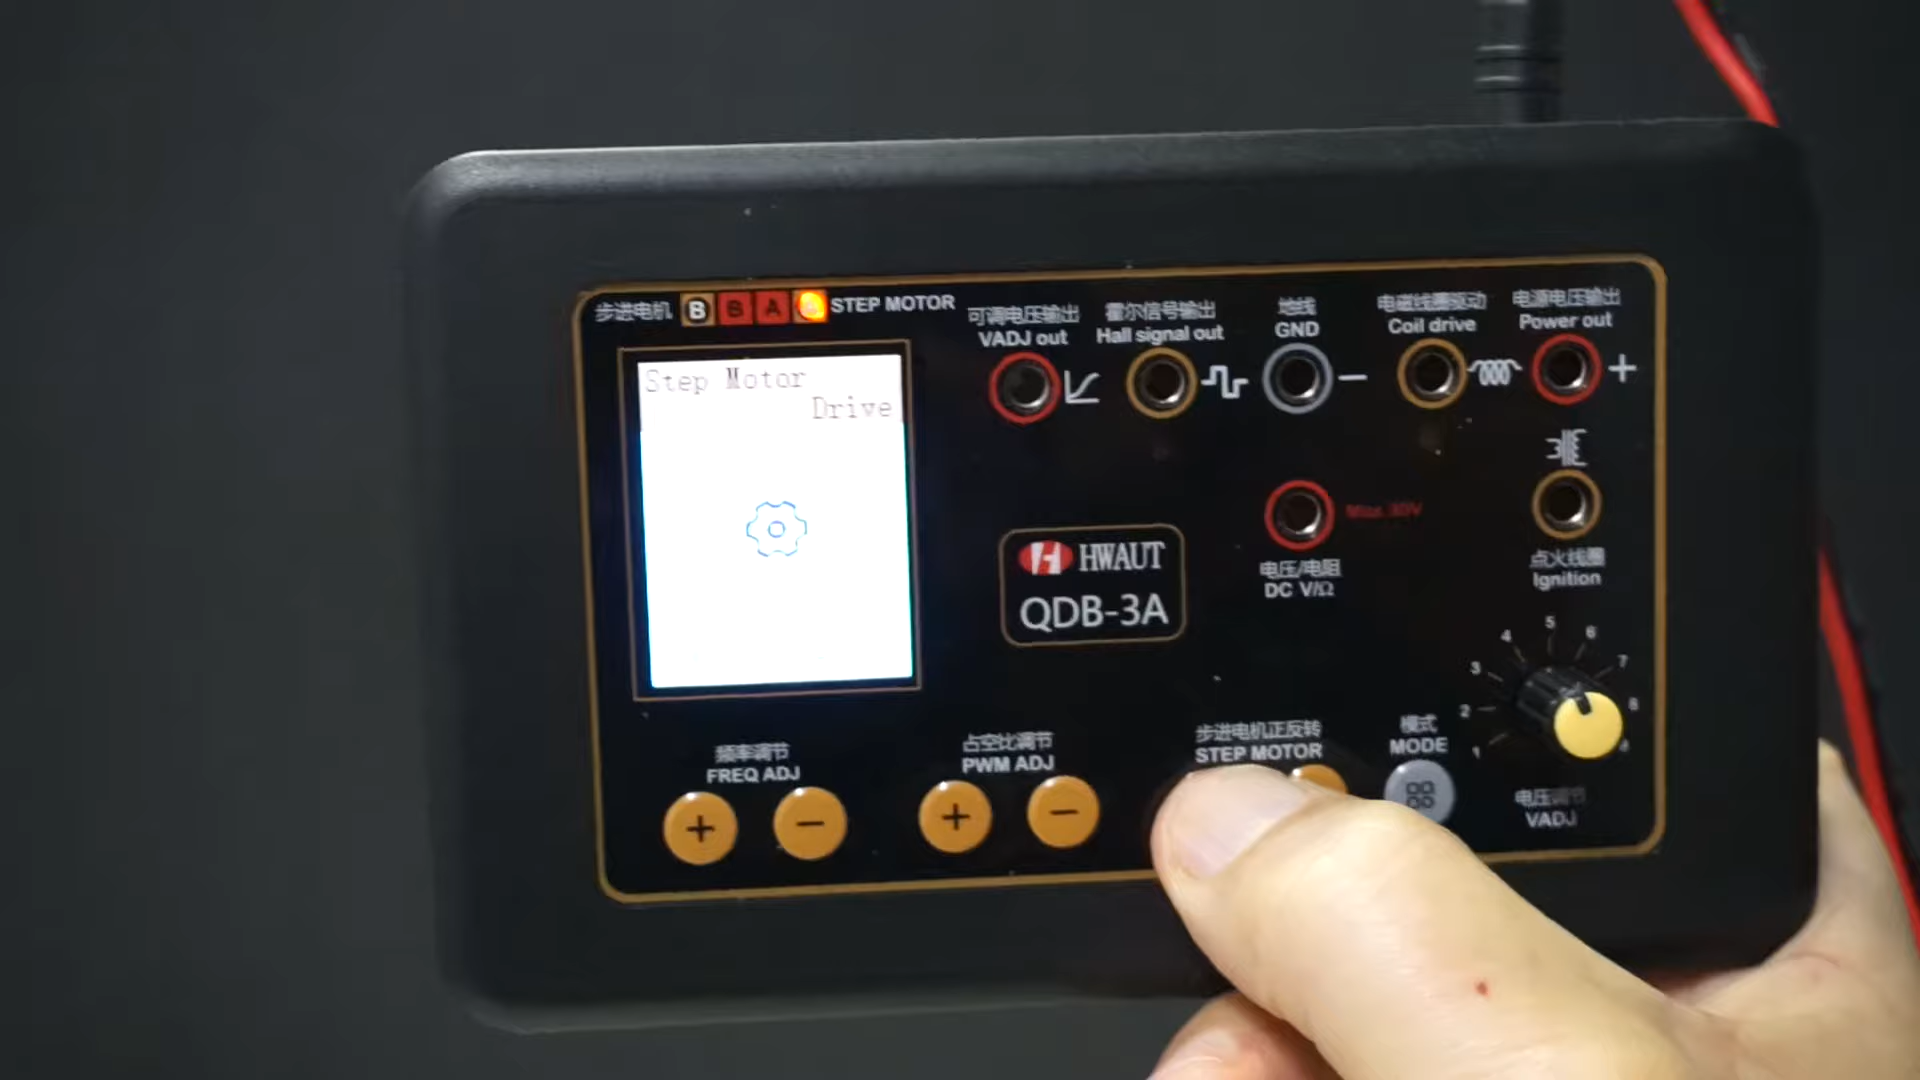 步进电机 B B A STEP MOTOR
Step Motor
Drive
可调电压输出
VADJ out
霍尔信号输出
Hall signal out
地线
GND
电磁线圈驱动
Coil drive
电源电压输出
Power out
+
−
点火线圈
Ignition
Max.
电压/电阻
DC V/Ω
HWAUT
QDB-3A
1
2
3
4
5
6
7
8
电压调节
VADJ
频率调节
FREQ ADJ
+
−
占空比调节
PWM ADJ
+
−
步进电机正反转
STEP MOTOR
模式
MODE